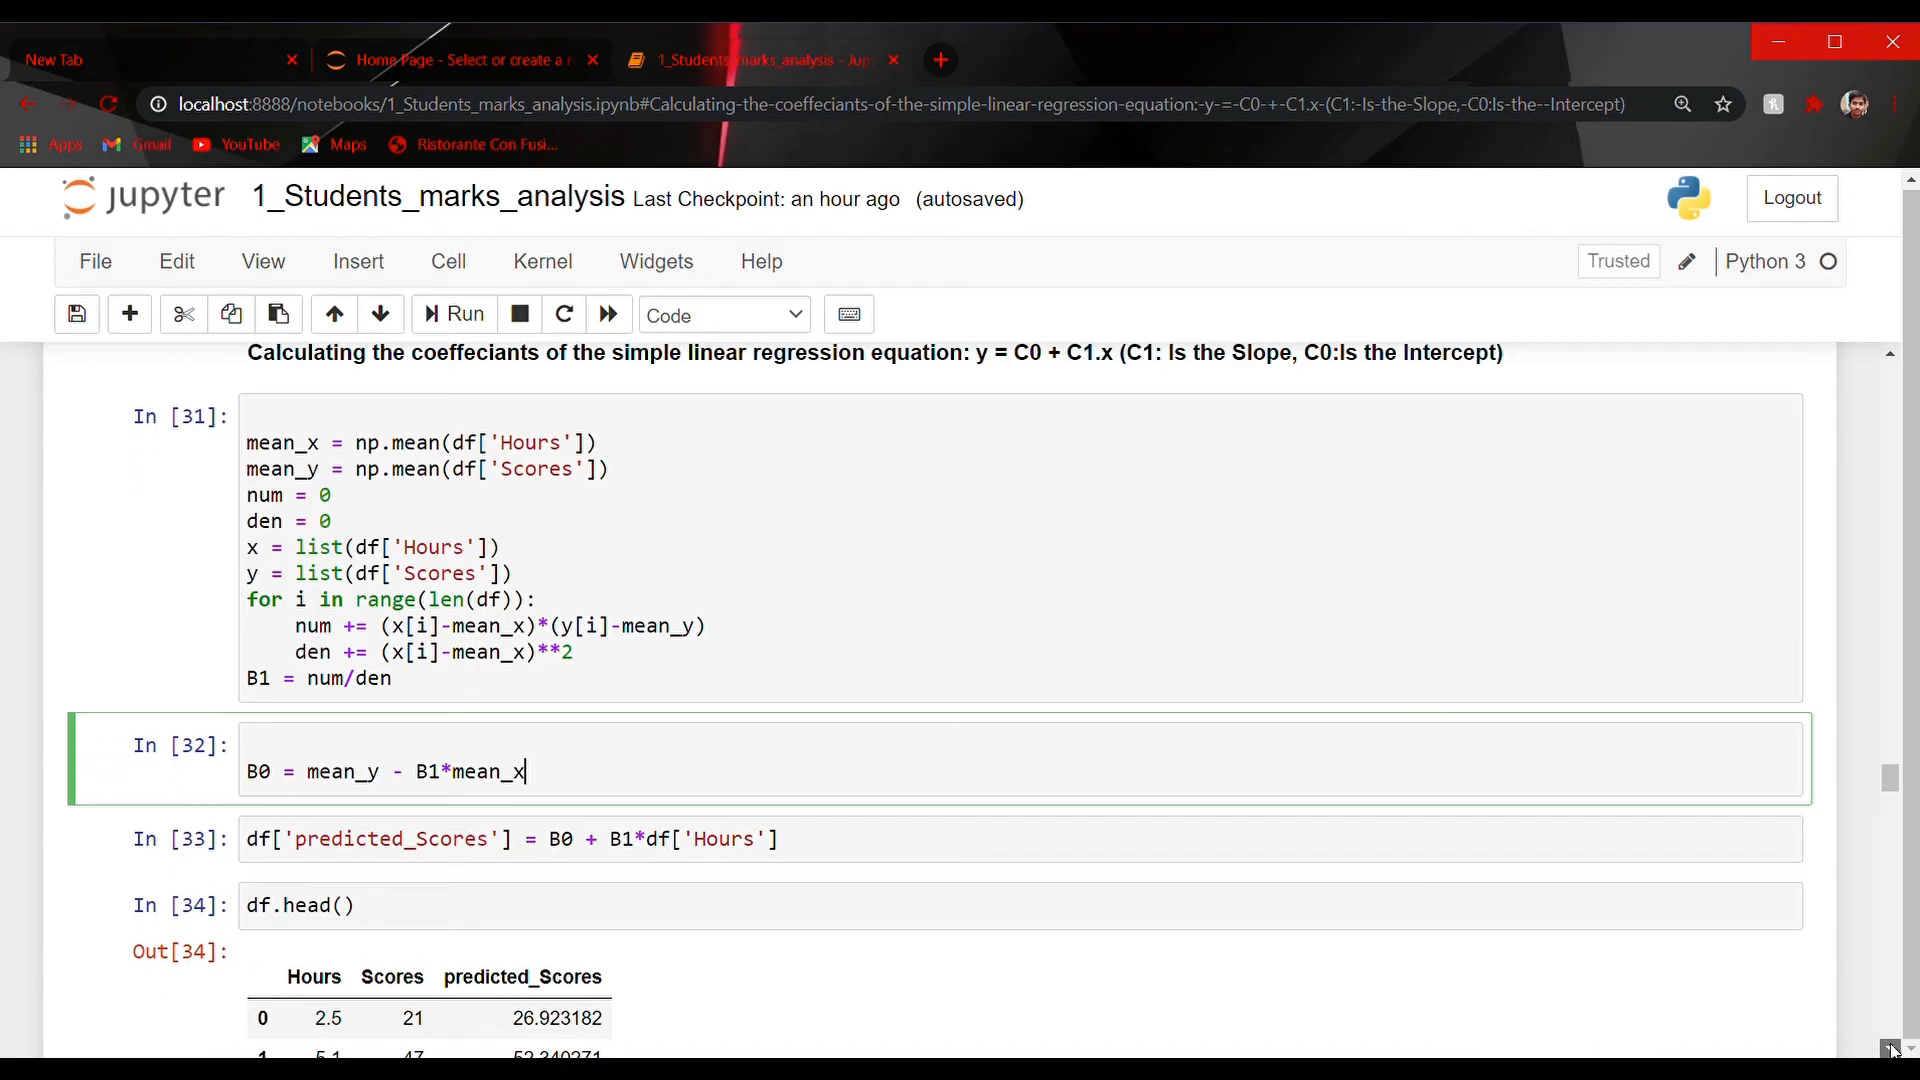 New Tab
Home Page - Select or create a n
1_Students_marks_analysis - Jup
localhost:8888/notebooks/1_Students_marks_analysis.ipynb#Calculating-the-coeffeciants-of-the-simple-linear-regression-equation:-y-=-C0-+-C1.x-(C1:-Is-the-Slope,-C0:Is-the--Intercept)
Apps Gmail YouTube Maps Ristorante Con Fusi...
jupyter 1_Students_marks_analysis Last Checkpoint: an hour ago (autosaved) Logout
File Edit View Insert Cell Kernel Widgets Help Trusted Python 3
Run Code
Calculating the coeffeciants of the simple linear regression equation: y = C0 + C1.x (C1: Is the Slope, C0:Is the Intercept)
In [31]:
mean_x = np.mean(df['Hours'])
mean_y = np.mean(df['Scores'])
num = 0
den = 0
x = list(df['Hours'])
y = list(df['Scores'])
for i in range(len(df)):
    num += (x[i]-mean_x)*(y[i]-mean_y)
    den += (x[i]-mean_x)**2
B1 = num/den
In [32]:
B0 = mean_y - B1*mean_x
In [33]: df['predicted_Scores'] = B0 + B1*df['Hours']
In [34]: df.head()
Out[34]:
Hours Scores predicted_Scores
0 2.5 21 26.923182
1 5.1 47 52.340271